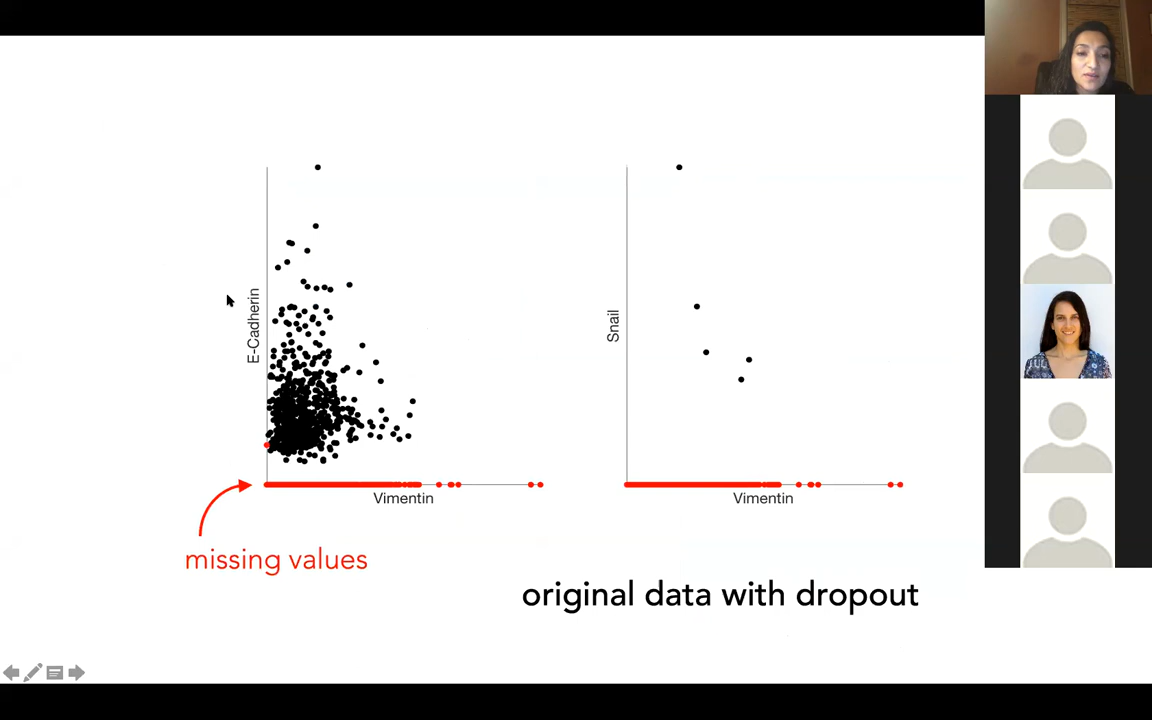 E-Cadherin
Vimentin
Snail
Vimentin
missing values
original data with dropout